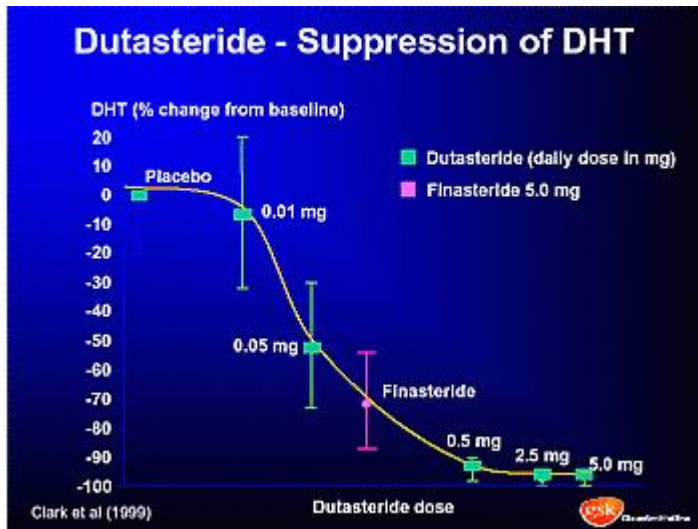 Dutasteride - Suppression of DHT
DHT (% change from baseline)
20
10
0
-10
-20
-30
-40
-50
-60
-70
-80
-90
-100
Placebo
0.01 mg
0.05 mg
Finasteride
0.5 mg
2.5 mg
5.0 mg
Dutasteride (daily dose in mg)
Finasteride 5.0 mg
Clark et al (1999)
Dutasteride dose
gsk
GlaxoSmithKline